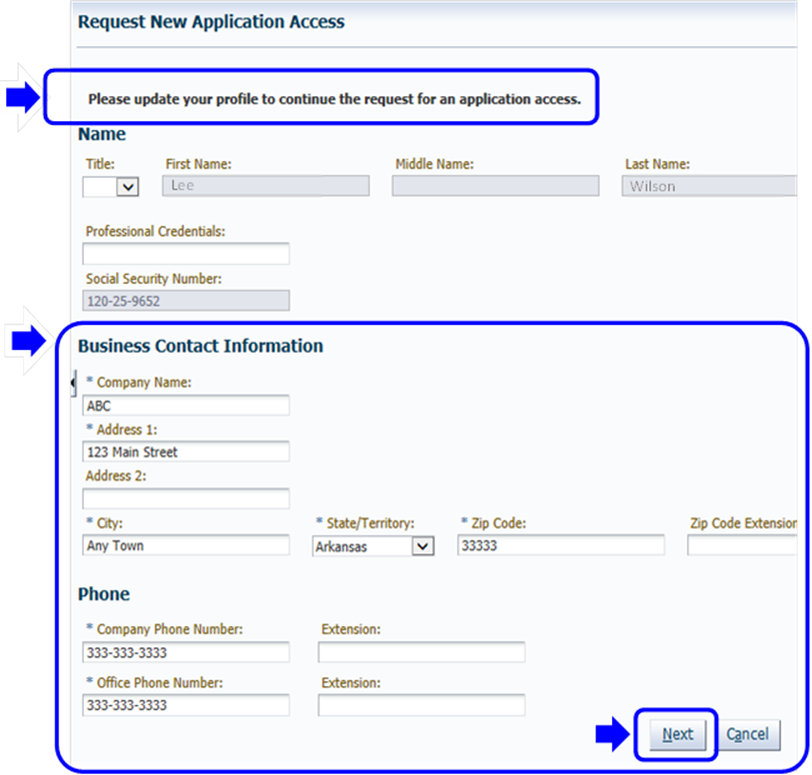 Request New Application Access
Please update your profile to continue the request for an application access.
Name
Title: First Name: Middle Name: Last Name:
Lee Wilson
Professional Credentials:
Social Security Number:
120-25-9652
Business Contact Information
* Company Name:
ABC
* Address 1:
123 Main Street
Address 2:
* City: * State/Territory: * Zip Code: Zip Code Extension
Any Town Arkansas 33333
Phone
* Company Phone Number: Extension:
333-333-3333
* Office Phone Number: Extension:
333-333-3333
Next Cancel